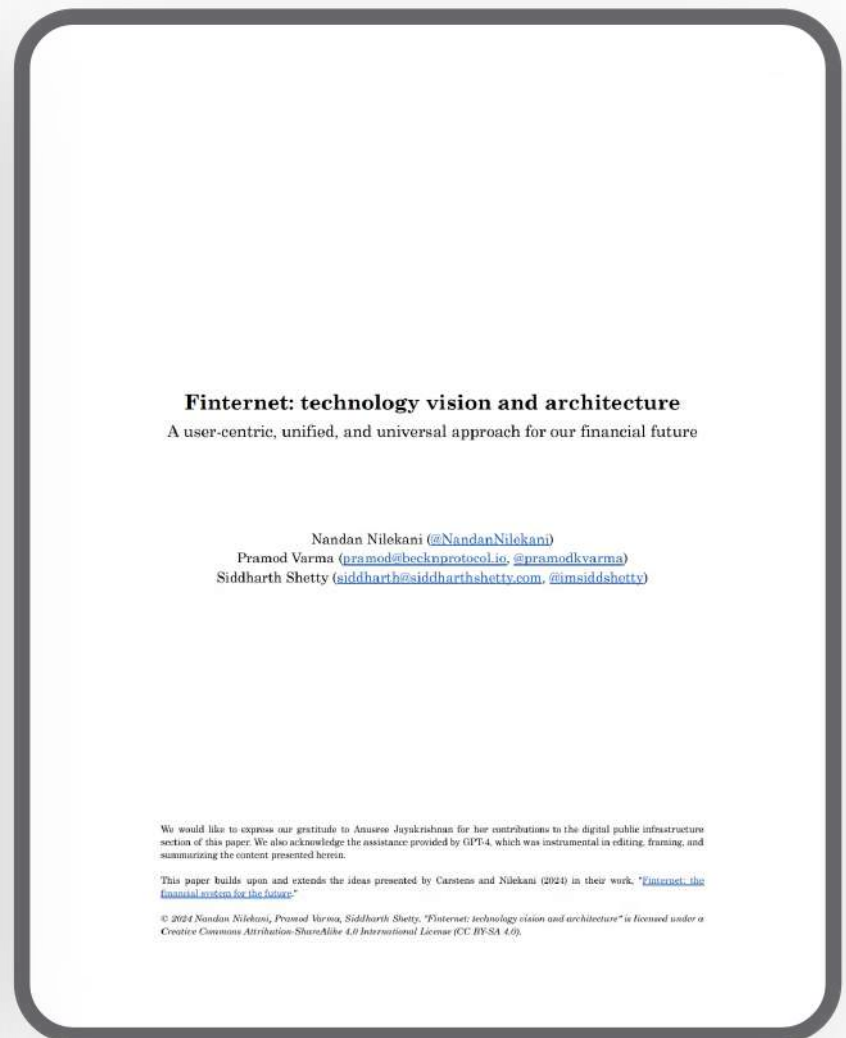 Finternet: technology vision and architecture
A user-centric, unified, and universal approach for our financial future
Nandan Nilekani (@NandanNilekani)
Pramod Varma (pramod@becknprotocol.io, @pramodkvarma)
Siddharth Shetty (siddharth@siddharthshetty.com, @imsiddshetty)
We would like to express our gratitude to Anusree Jayakrishnan for her contributions to the digital public infrastructure
section of this paper. We also acknowledge the assistance provided by GPT-4, which was instrumental in editing, framing, and
summarizing the content presented herein.
This paper builds upon and extends the ideas presented by Carstens and Nilekani (2024) in their work, "Finternet: the
financial system for the future."
© 2024 Nandan Nilekani, Pramod Varma, Siddharth Shetty. "Finternet: technology vision and architecture" is licensed under a
Creative Commons Attribution-ShareAlike 4.0 International License (CC BY-SA 4.0).